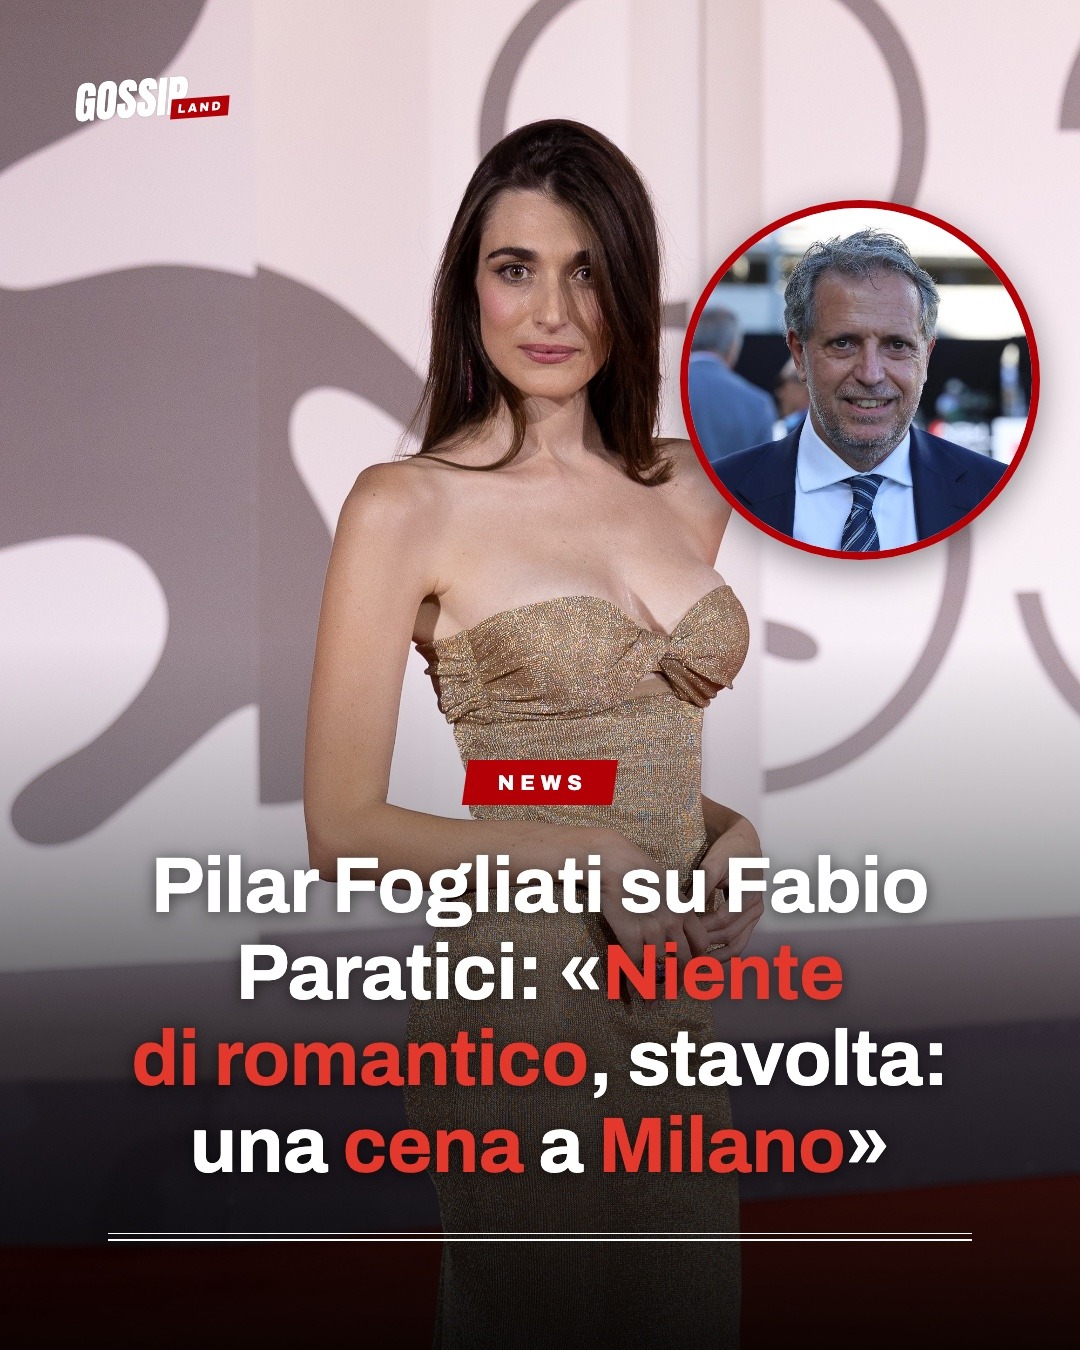 GOSSIP
LAND
NEWS
Pilar Fogliati su Fabio
Paratici: «Niente
di romantico, stavolta:
una cena a Milano»